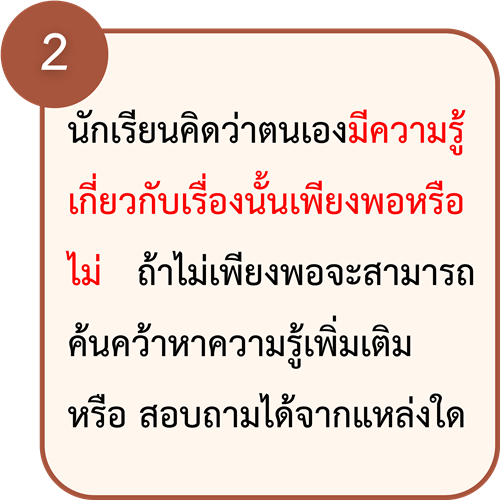 2
นักเรียนคิดว่าตนเองมีความรู้
เกี่ยวกับเรื่องนั้นเพียงพอหรือ
ไม่ ถ้าไม่เพียงพอจะสามารถ
ค้นคว้าหาความรู้เพิ่มเติม
หรือ สอบถามได้จากแหล่งใด